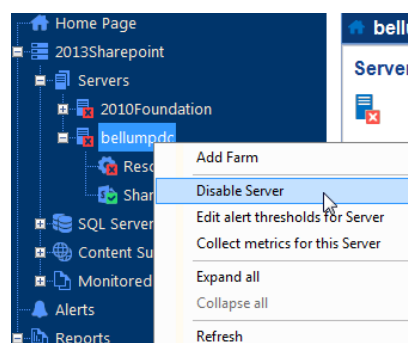 Home Page
bell
2013Sharepoint
Servers
Server
2010Foundation
bellumpdc
Add Farm
Disable Server
Edit alert thresholds for Server
SQL Server
Collect metrics for this Server
Content Su
Monitored
Expand all
Collapse all
Alerts
Reports
Refresh